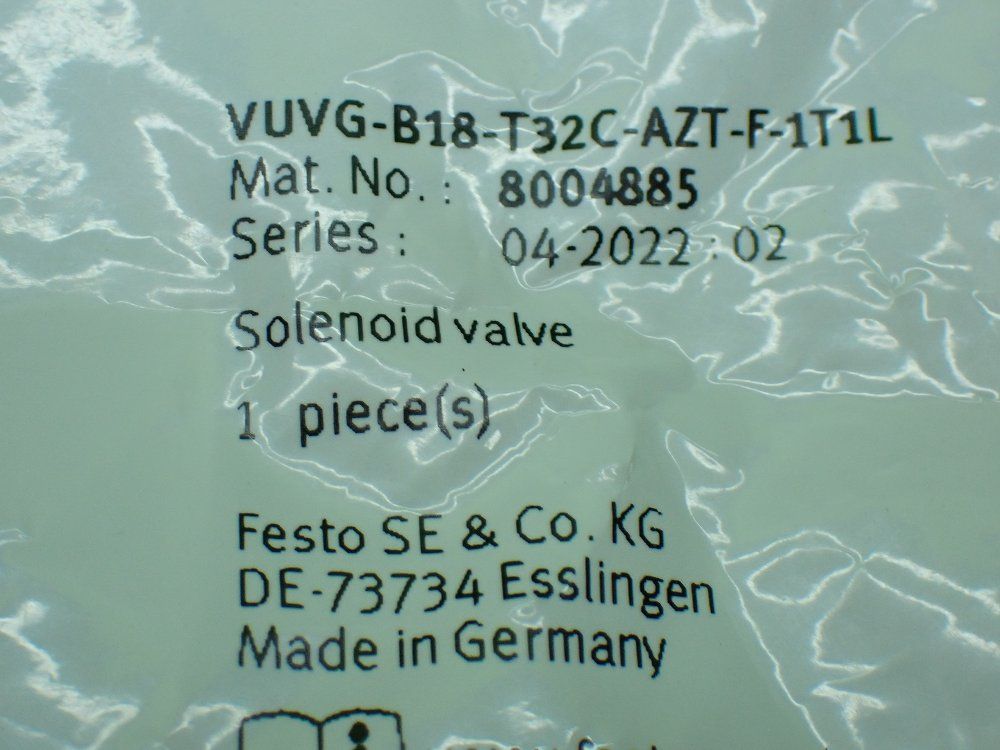 VUVG-B18-T32C-AZT-F-1T1L
Mat. No.: 8004885
Series: 04-2022 : 02
Solenoid valve
1 piece(s)
Festo SE & Co. KG
DE-73734 Esslingen
Made in Germany